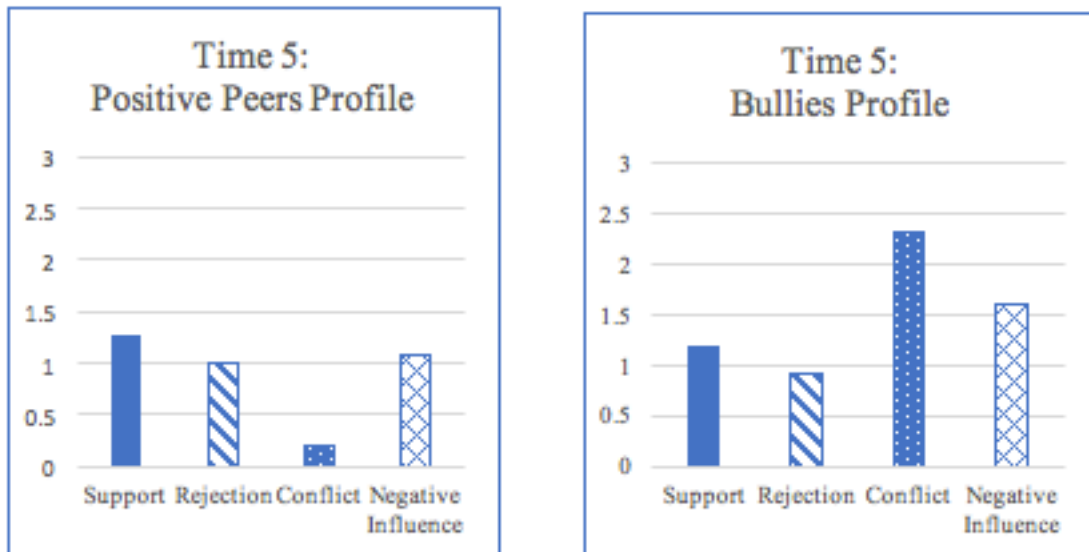 Time 5:
Positive Peers Profile
3
2.5
2
1.5
1
0.5
0
Support Rejection Conflict Negative
Influence
Time 5:
Bullies Profile
3
2.5
2
1.5
1
0.5
0
Support Rejection Conflict Negative
Influence